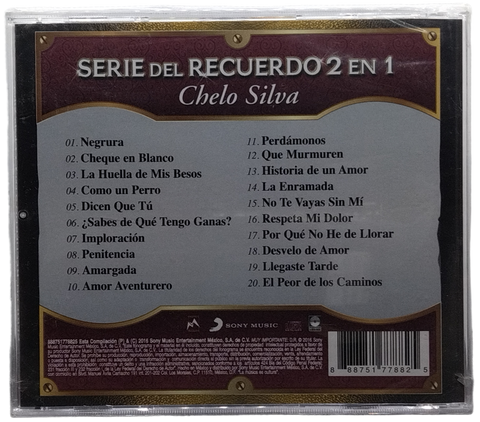 SERIE DEL RECUERDO 2 EN 1
Chelo Silva
01. Negrura
02. Cheque en Blanco
03. La Huella de Mis Besos
04. Como un Perro
05. Dicen Que Tú
06. ¿Sabes de Qué Tengo Ganas?
07. Imploración
08. Penitencia
09. Amargada
10. Amor Aventurero
11. Perdámonos
12. Que Murmuren
13. Historia de un Amor
14. La Enramada
15. No Te Vayas Sin Mí
16. Respeta Mi Dolor
17. Por Qué No He de Llorar
18. Desvelo de Amor
19. Llegaste Tarde
20. El Peor de los Caminos
SONY MUSIC
8 88751 77882 5